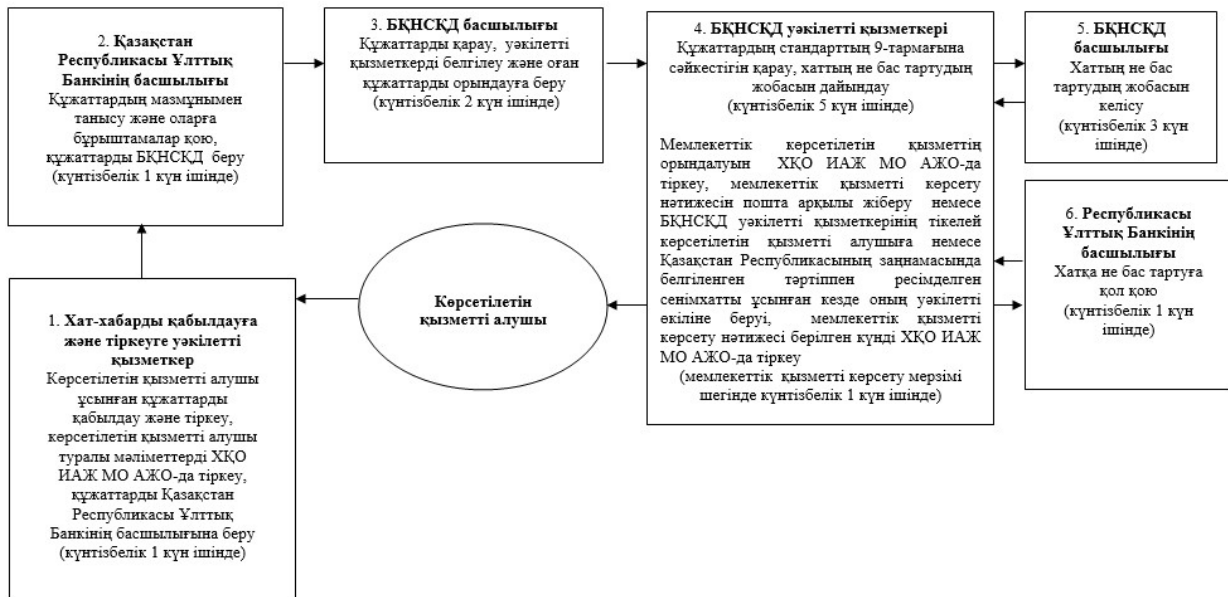 2. Қазақстан
Республикасы Ұлттық
Банкінің басшылығы
Құжаттардың мазмұнымен
танысу және оларға
бұрыштамалар қою,
құжаттарды БҚНСҚД беру
(күнтізбелік 1 күн ішінде)
3. БҚНСҚД басшылығы
Құжаттарды қарау, уәкілетті
қызметкерді белгілеу және оған
құжаттарды орындауға беру
(күнтізбелік 2 күн ішінде)
4. БҚНСҚД уәкілетті қызметкері
Құжаттардың стандарттың 9-тармағына
сәйкестігін қарау, хаттың не бас тартудың
жобасын дайындау
(күнтізбелік 5 күн ішінде)
Мемлекеттік көрсетілетін қызметтің
орындалуын ХҚО ИАЖ МО АЖО-да
тіркеу, мемлекеттік қызметті көрсету
нәтижесін пошта арқылы жіберу немесе
БҚНСҚД уәкілетті қызметкерінің тікелей
көрсетілетін қызметті алушыға немесе
Қазақстан Республикасының заңнамасында
белгіленген тәртіппен ресімделген
сенімхатты ұсынған кезде оның уәкілетті
өкіліне беруі, мемлекеттік қызметті
көрсету нәтижесі берілген күнді ХҚО ИАЖ
МО АЖО-да тіркеу
(мемлекеттік қызметті көрсету мерзімі
шегінде күнтізбелік 1 күн ішінде)
5. БҚНСҚД
басшылығы
Хаттың не бас
тартудың жобасын
келісу
(күнтізбелік 3 күн
ішінде)
6. Республикасы
Ұлттық Банкінің
басшылығы
Хатқа не бас тартуға
қол қою
(күнтізбелік 1 күн
ішінде)
Көрсетілетін
қызметті алушы
1. Хат-хабарды қабылдауға
және тіркеуге уәкілетті
қызметкер
Көрсетілетін қызметті алушы
ұсынған құжаттарды
қабылдау және тіркеу,
көрсетілетін қызметті алушы
туралы мәліметтерді ХҚО
ИАЖ МО АЖО-да тіркеу,
құжаттарды Қазақстан
Республикасы Ұлттық
Банкінің басшылығына беру
(күнтізбелік 1 күн ішінде)